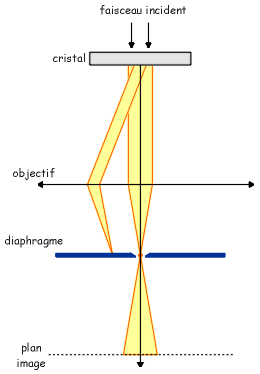 faisceau incident
cristal
objectif
diaphragme
plan
image